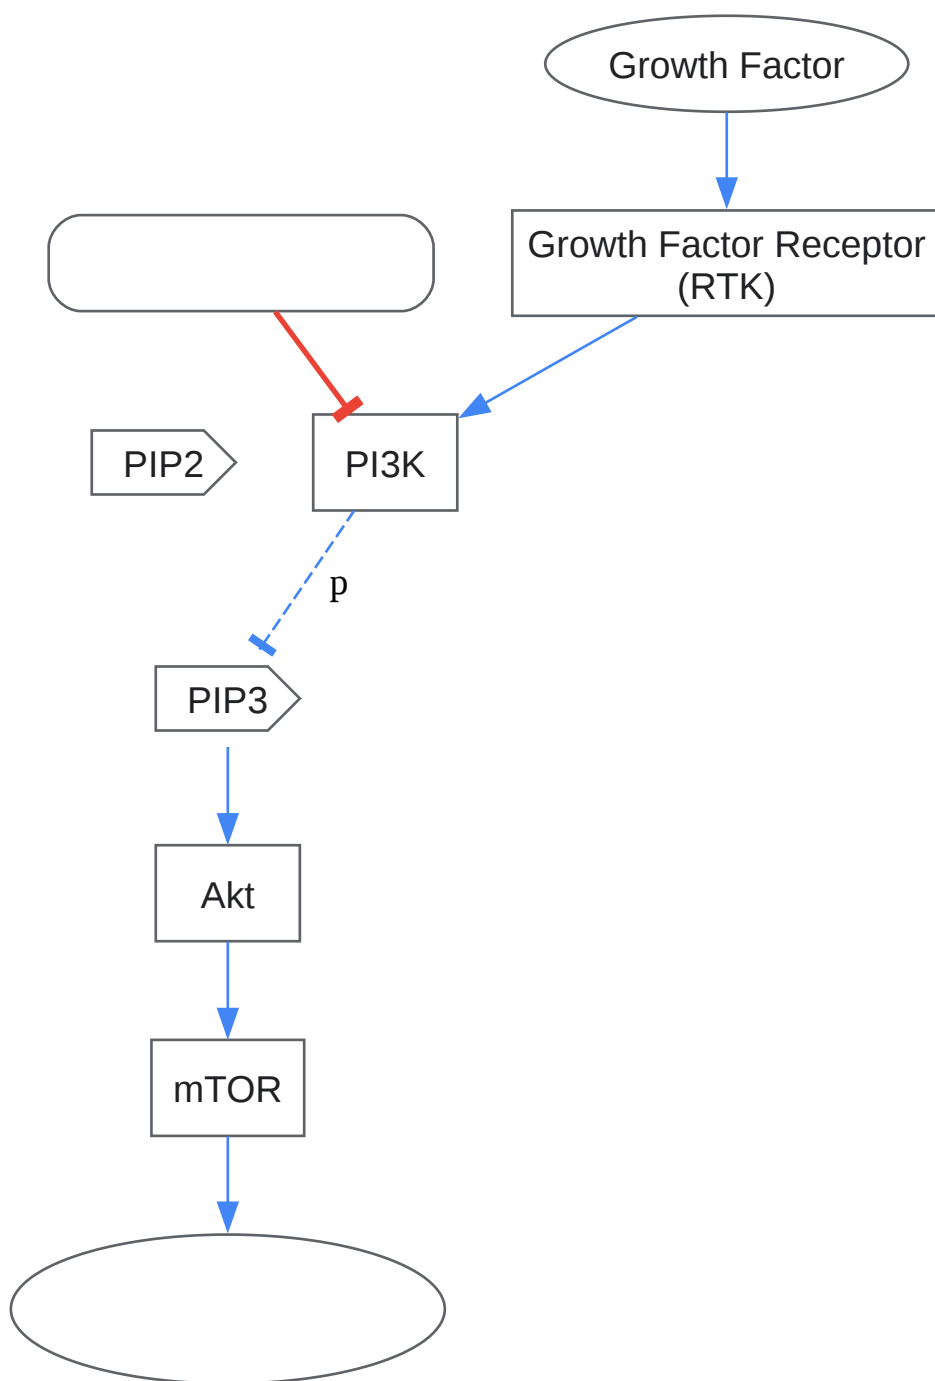 Growth Factor
Growth Factor Receptor
(RTK)
PIP2
PI3K
p
PIP3
Akt
mTOR